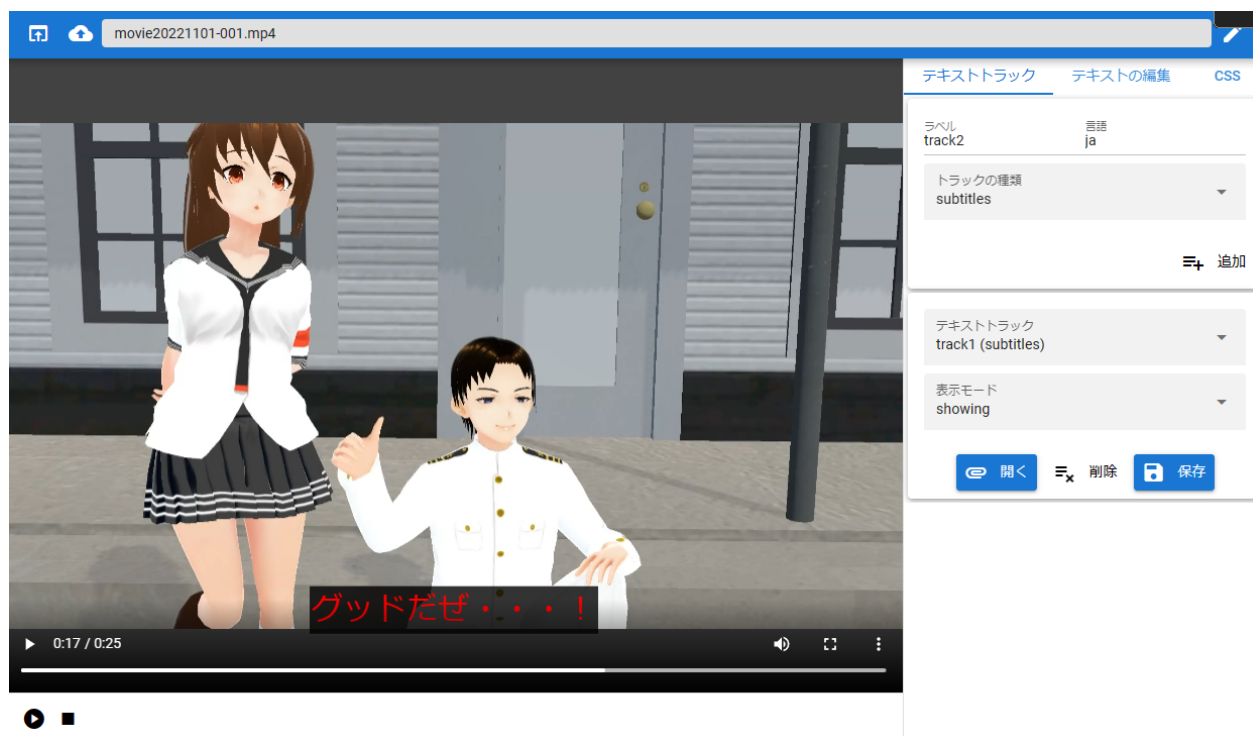 movie20221101-001.mp4
テキストトラック
テキストの編集
CSS
ラベル
track2
言語
ja
トラックの種類
subtitles
追加
テキストトラック
track1 (subtitles)
表示モード
showing
開く
削除
保存
グッドだぜ・・・！
0:17 / 0:25